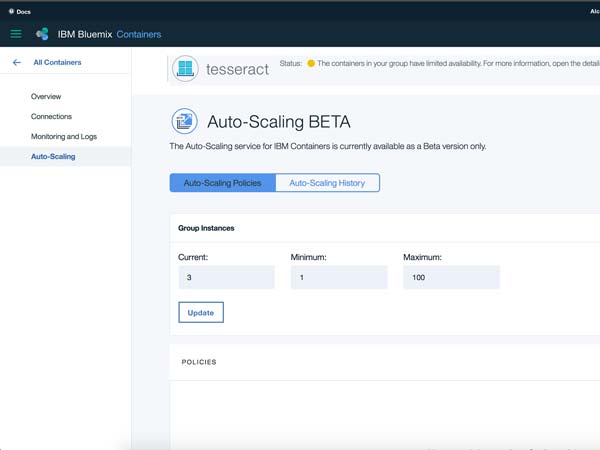 Docs
IBM Bluemix Containers
All Containers
Overview
Connections
Monitoring and Logs
Auto-Scaling
tesseract
Status: The containers in your group have limited availability. For more information, open the detail
Auto-Scaling BETA
The Auto-Scaling service for IBM Containers is currently available as a Beta version only.
Auto-Scaling Policies Auto-Scaling History
Group Instances
Current: Minimum: Maximum:
3 1 100
Update
POLICIES